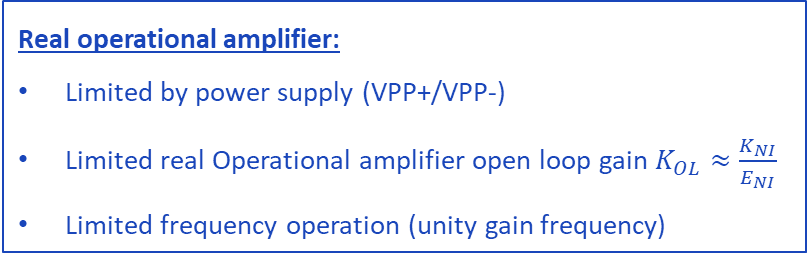 Real operational amplifier:
• Limited by power supply (VPP+/VPP-)
• Limited real Operational amplifier open loop gain $K_{OL} \approx \frac{K_{NI}}{E_{NI}}$
• Limited frequency operation (unity gain frequency)